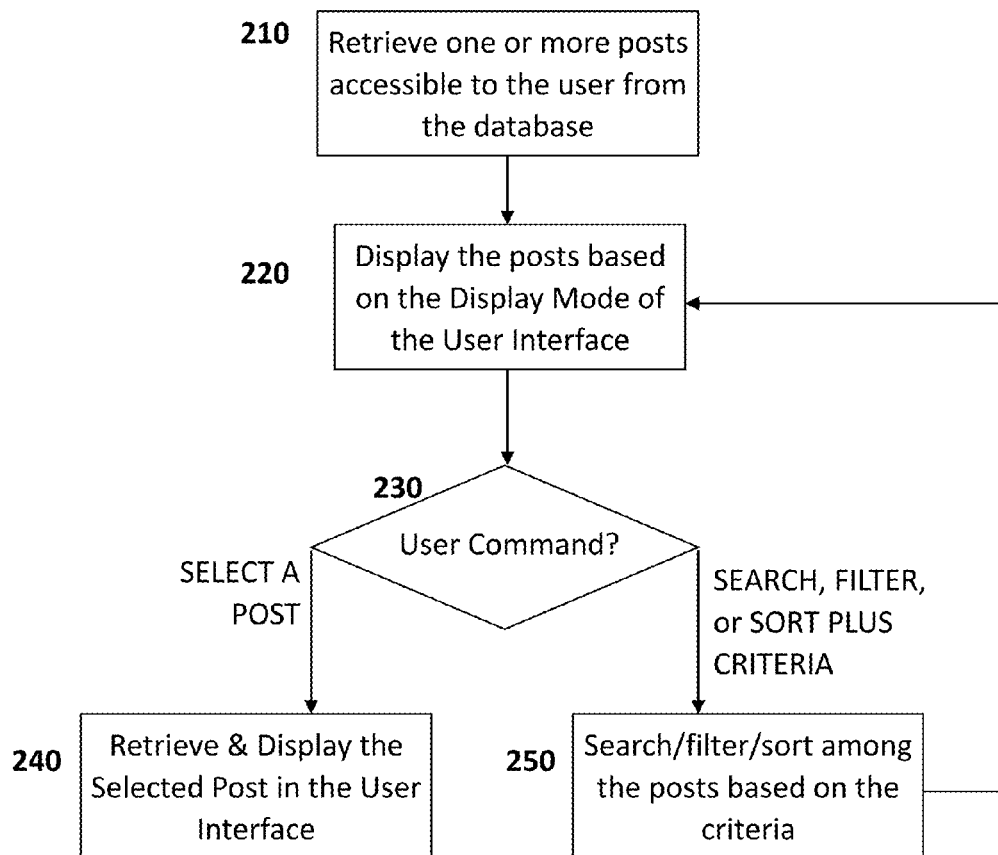 210
Retrieve one or more posts
accessible to the user from
the database
220
Display the posts based
on the Display Mode of
the User Interface
230
User Command?
SELECT A
POST
SEARCH, FILTER,
or SORT PLUS
CRITERIA
240
Retrieve & Display the
Selected Post in the User
Interface
250
Search/filter/sort among
the posts based on the
criteria